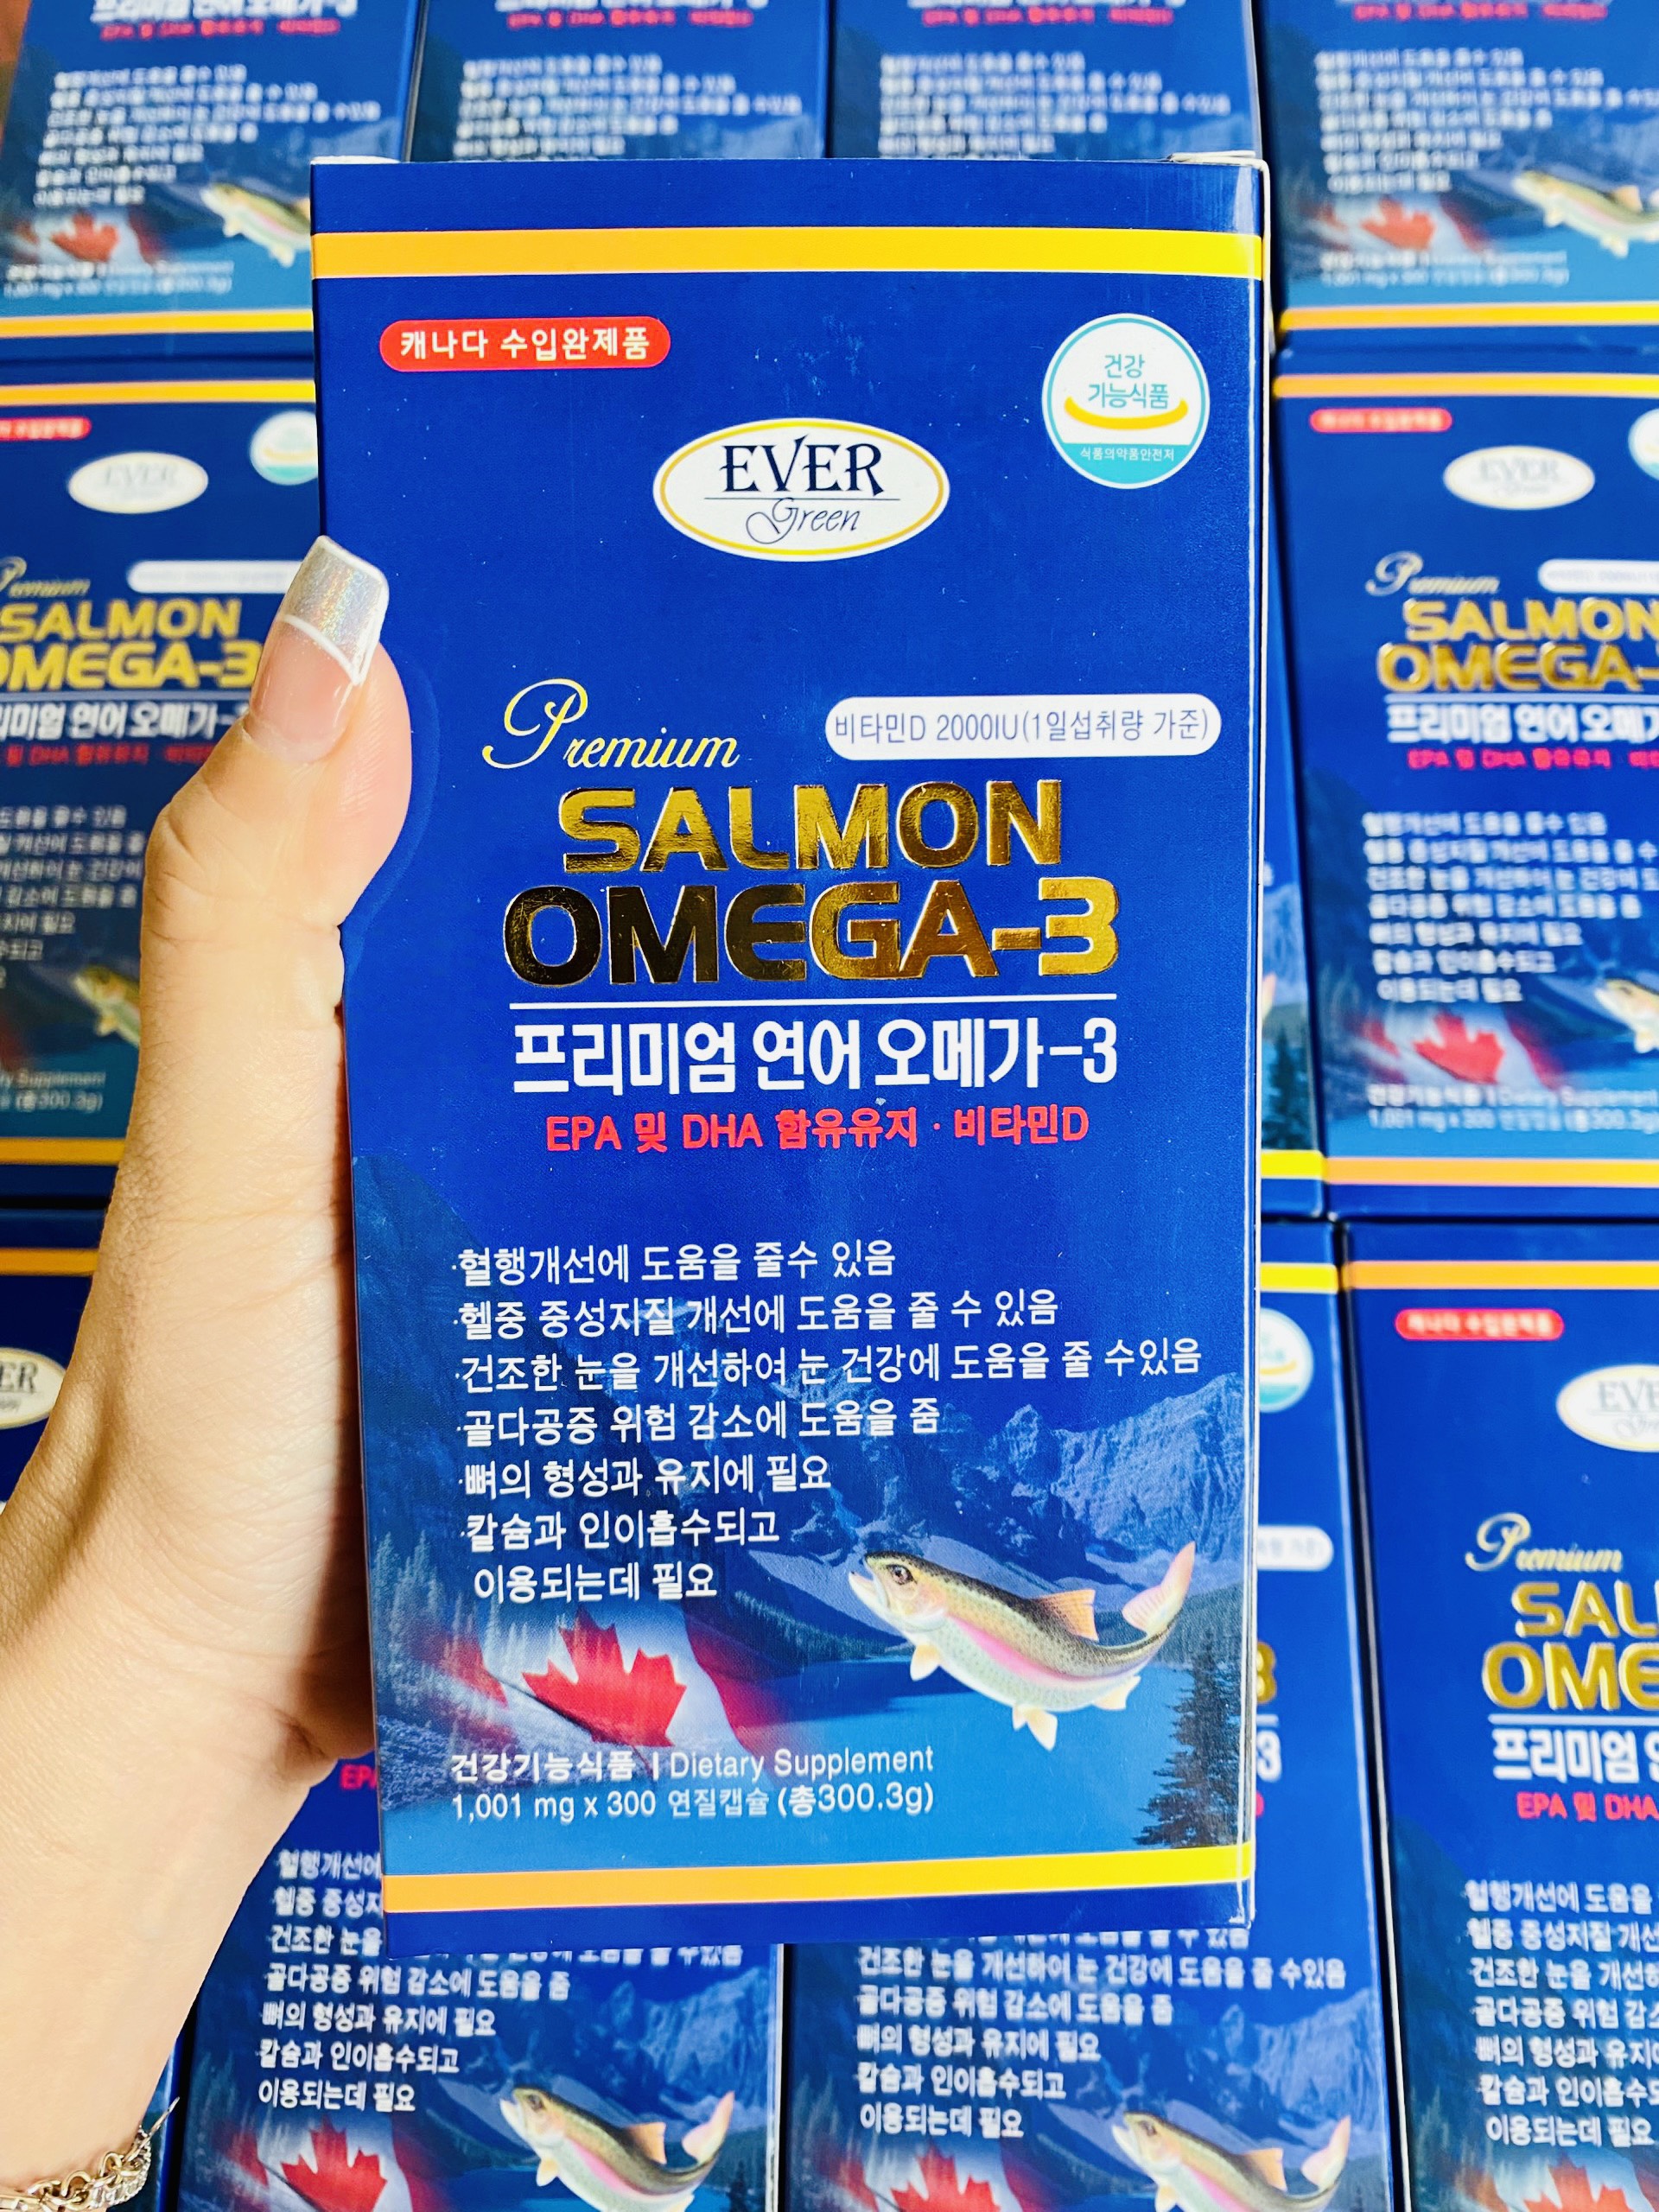 캐나다 수입완제품
건강
기능식품
식품의약품안전처
EVER
Green
Premium
비타민D 2000IU(1일섭취량 가준)
SALMON
OMEGA-3
프리미엄 연어 오메가-3
EPA 및 DHA 함유유지 · 비타민D
·혈행개선에 도움을 줄수 있음
·헬중 중성지질 개선에 도움을 줄 수 있음
·건조한 눈을 개선하여 눈 건강에 도움을 줄 수있음
·골다공증 위험 감소에 도움을 줌
·뼈의 형성과 유지에 필요
·칼슘과 인이흡수되고
이용되는데 필요
건강기능식품 | Dietary Supplement
1,001 mg x 300 연질캡슐 (총300.3g)